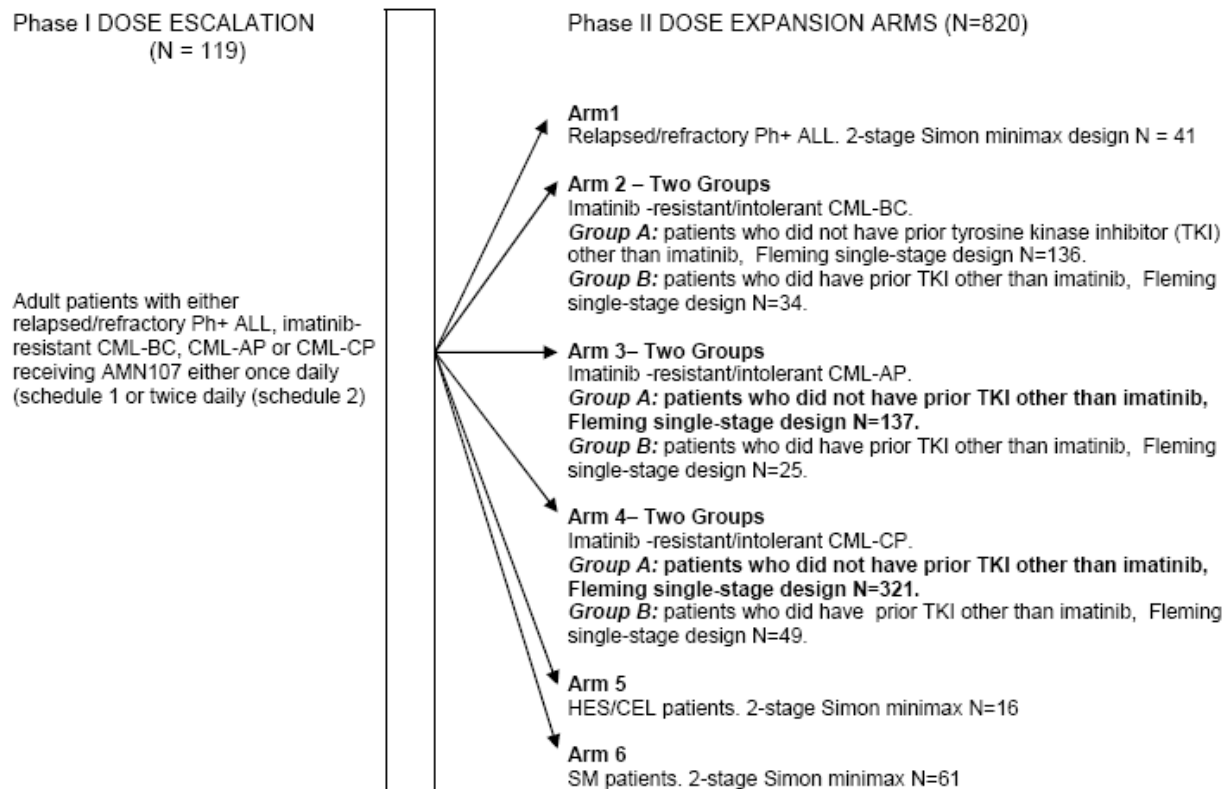 Phase I DOSE ESCALATION
(N = 119)
Adult patients with either
relapsed/refractory Ph+ ALL, imatinib-
resistant CML-BC, CML-AP or CML-CP
receiving AMN107 either once daily
(schedule 1 or twice daily (schedule 2)
Phase II DOSE EXPANSION ARMS (N=820)
Arm1
Relapsed/refractory Ph+ ALL. 2-stage Simon minimax design N = 41
Arm 2 – Two Groups
Imatinib -resistant/intolerant CML-BC.
Group A: patients who did not have prior tyrosine kinase inhibitor (TKI)
other than imatinib, Fleming single-stage design N=136.
Group B: patients who did have prior TKI other than imatinib, Fleming
single-stage design N=34.
Arm 3– Two Groups
Imatinib -resistant/intolerant CML-AP.
Group A: patients who did not have prior TKI other than imatinib,
Fleming single-stage design N=137.
Group B: patients who did have prior TKI other than imatinib, Fleming
single-stage design N=25.
Arm 4– Two Groups
Imatinib -resistant/intolerant CML-CP.
Group A: patients who did not have prior TKI other than imatinib,
Fleming single-stage design N=321.
Group B: patients who did have prior TKI other than imatinib, Fleming
single-stage design N=49.
Arm 5
HES/CEL patients. 2-stage Simon minimax N=16
Arm 6
SM patients. 2-stage Simon minimax N=61